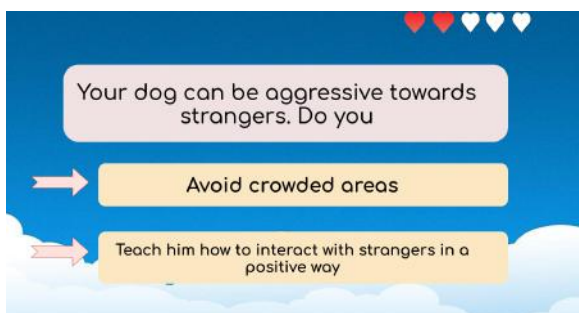 Your dog can be aggressive towards
strangers. Do you
Avoid crowded areas
Teach him how to interact with strangers in a
positive way